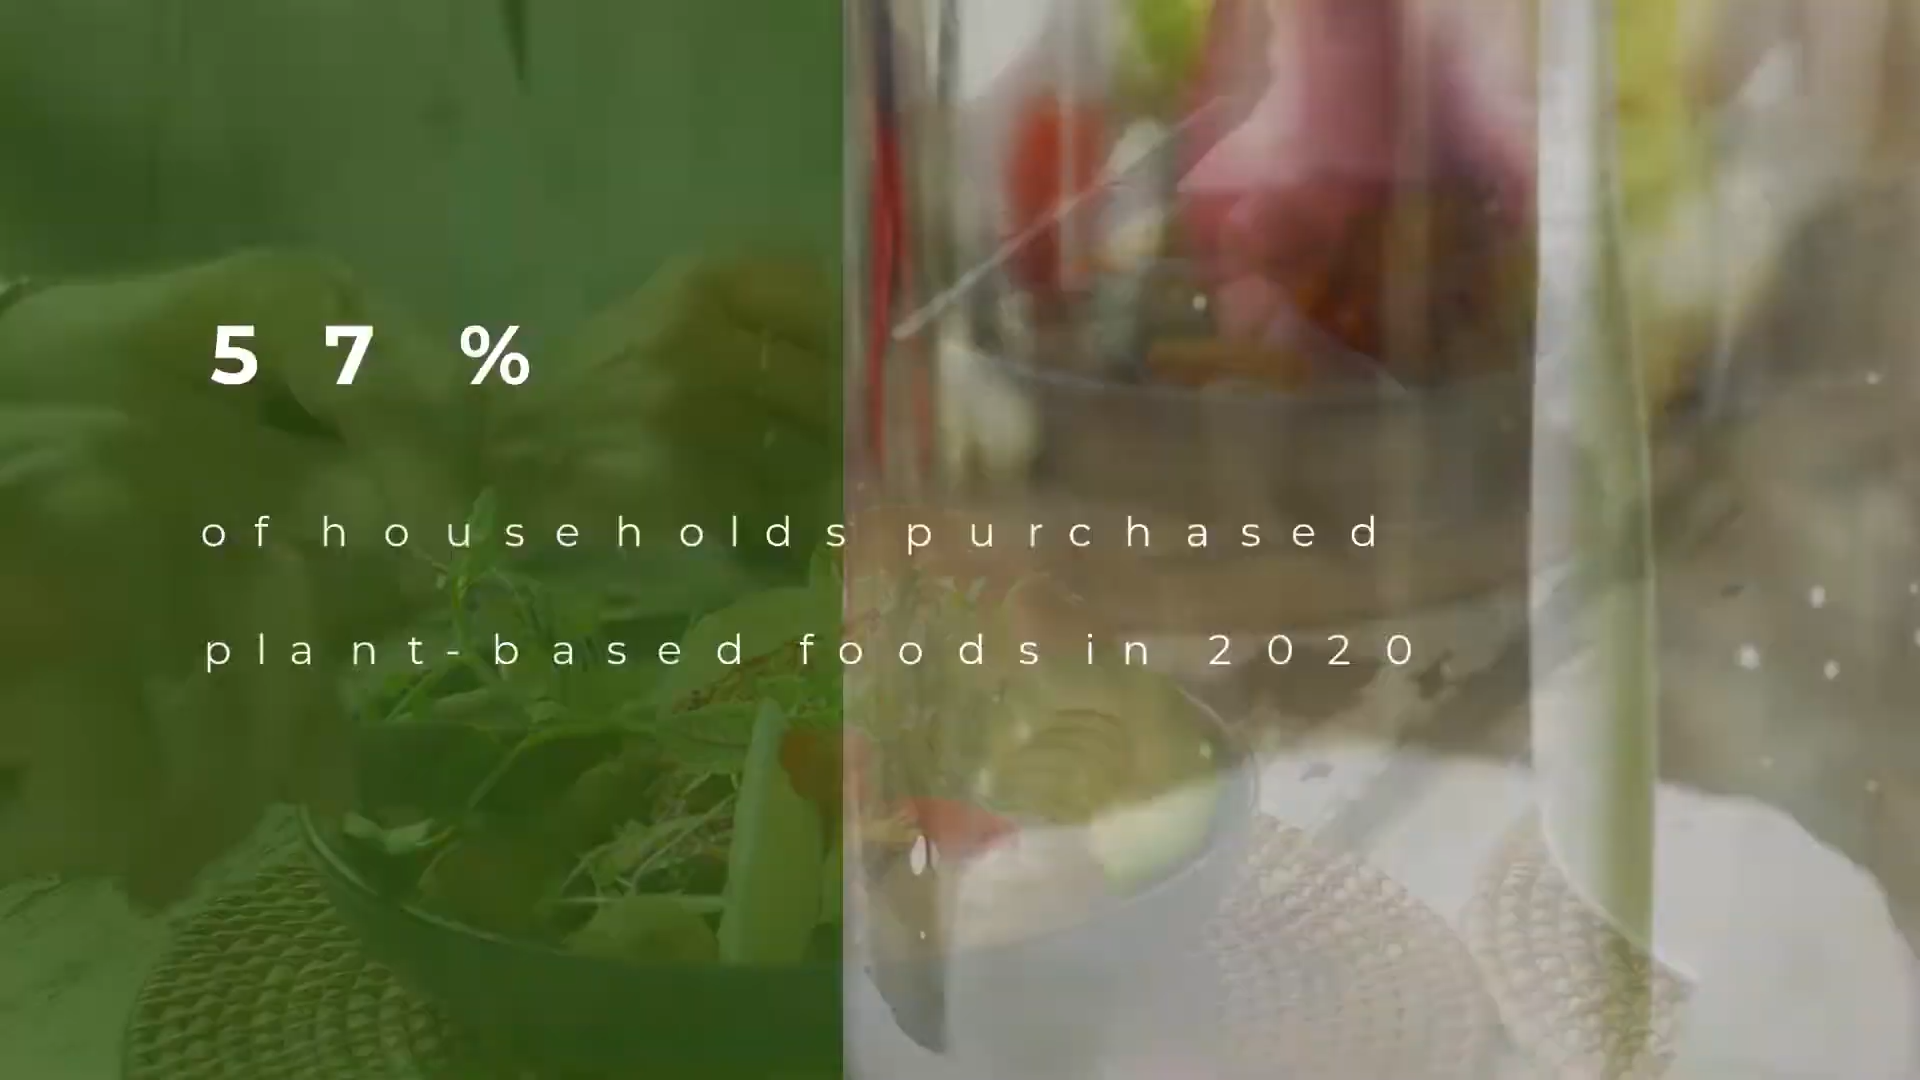 57 %
of households purchased
plant-based foods in 2020